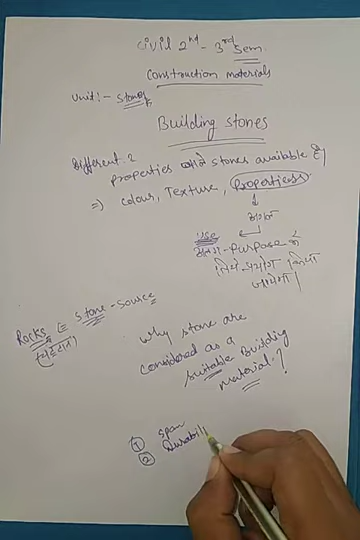 Civil 2nd - 3rd Sem.
Construction materials
Unit:- Stones
Building stones
Different 2
properties वाले stones available है।
⇒ colour, Texture, Properties
अलग
use
अलग- Purpose के
लिये प्रयोग किया
जायेगा।
Rocks = Stone - Source
(चट्टान)
why stone are
considered as a
suitable Building
material?
① span
② Durabili